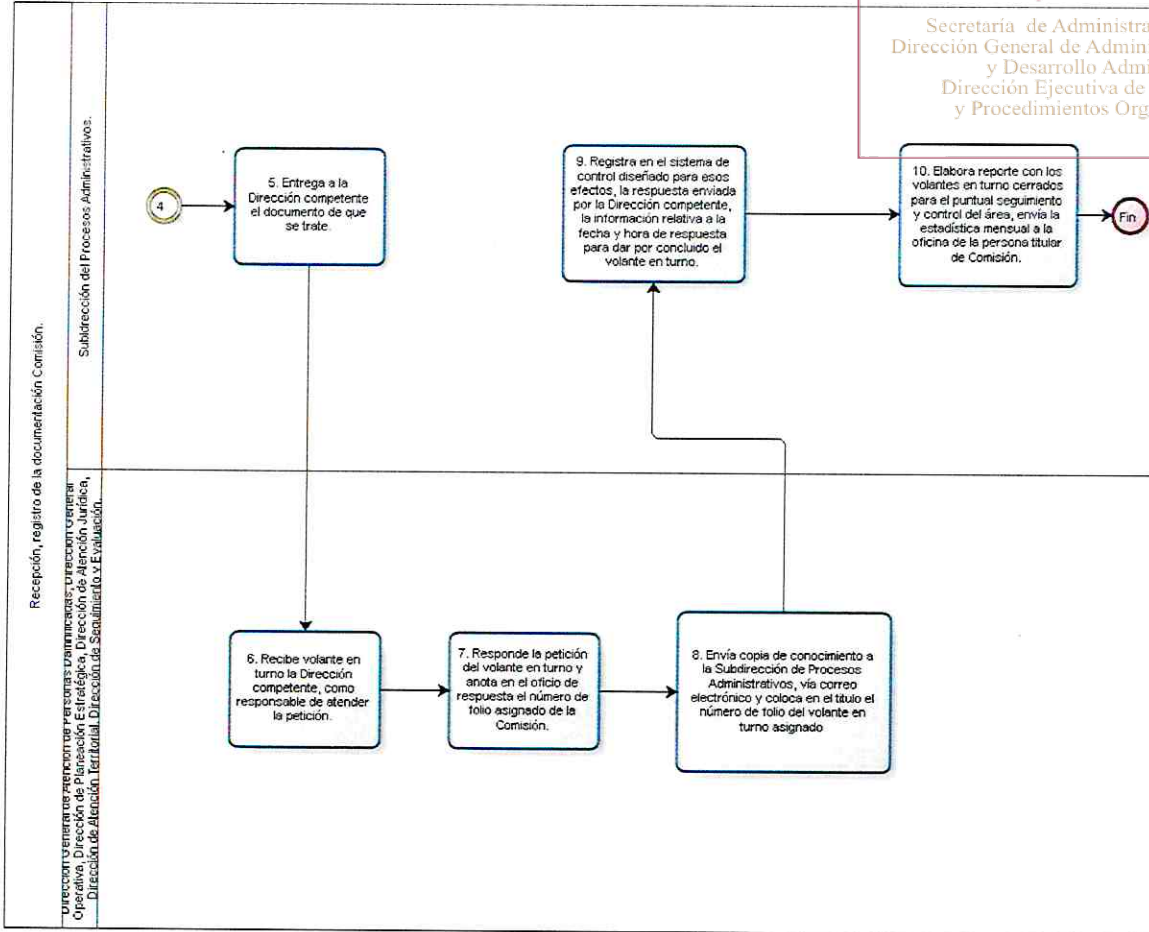 Secretaría de Administra
Dirección General de Admini
y Desarrollo Admi
Dirección Ejecutiva de
y Procedimientos Org
Recepción, registro de la documentación Comisión.
Subidrección del Procesos Administrativos.
4
5. Entrega a la
Dirección competente
el documento de que
se trate.
9. Registra en el sistema de
control diseñado para esos
efectos, la respuesta enviada
por la Dirección competente,
la información relativa a la
fecha y hora de respuesta
para dar por concluido el
volante en turno.
10. Elabora reporte con los
volantes en turno cerrados
para el puntual seguimiento
y control del área, envía la
estadística mensual a la
oficina de la persona titular
de Comisión.
Fin
Dirección General de Atención de Personas Damnificadas, Dirección General
Operativa, Dirección de Planeación Estratégica, Dirección de Atención Jurídica,
Dirección de Atención Territorial, Dirección de Seguimiento y Evaluación.
6. Recibe volante en
turno la Dirección
competente, como
responsable de atender
la petición.
7. Responde la petición
del volante en turno y
anota en el oficio de
respuesta el número de
folio asignado de la
Comisión.
8. Envía copia de conocimiento a
la Subdirección de Procesos
Administrativos, vía correo
electrónico y coloca en el titulo el
número de folio del volante en
turno asignado